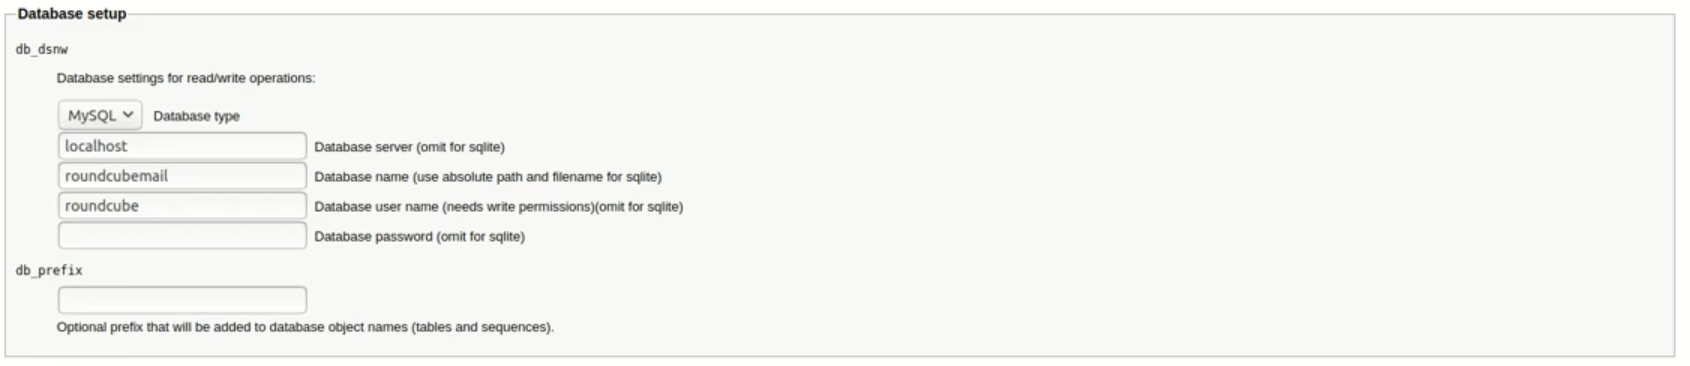 Database setup
db_dsnw
Database settings for read/write operations:
MySQL Database type
localhost Database server (omit for sqlite)
roundcubemail Database name (use absolute path and filename for sqlite)
roundcube Database user name (needs write permissions)(omit for sqlite)
Database password (omit for sqlite)
db_prefix
Optional prefix that will be added to database object names (tables and sequences).